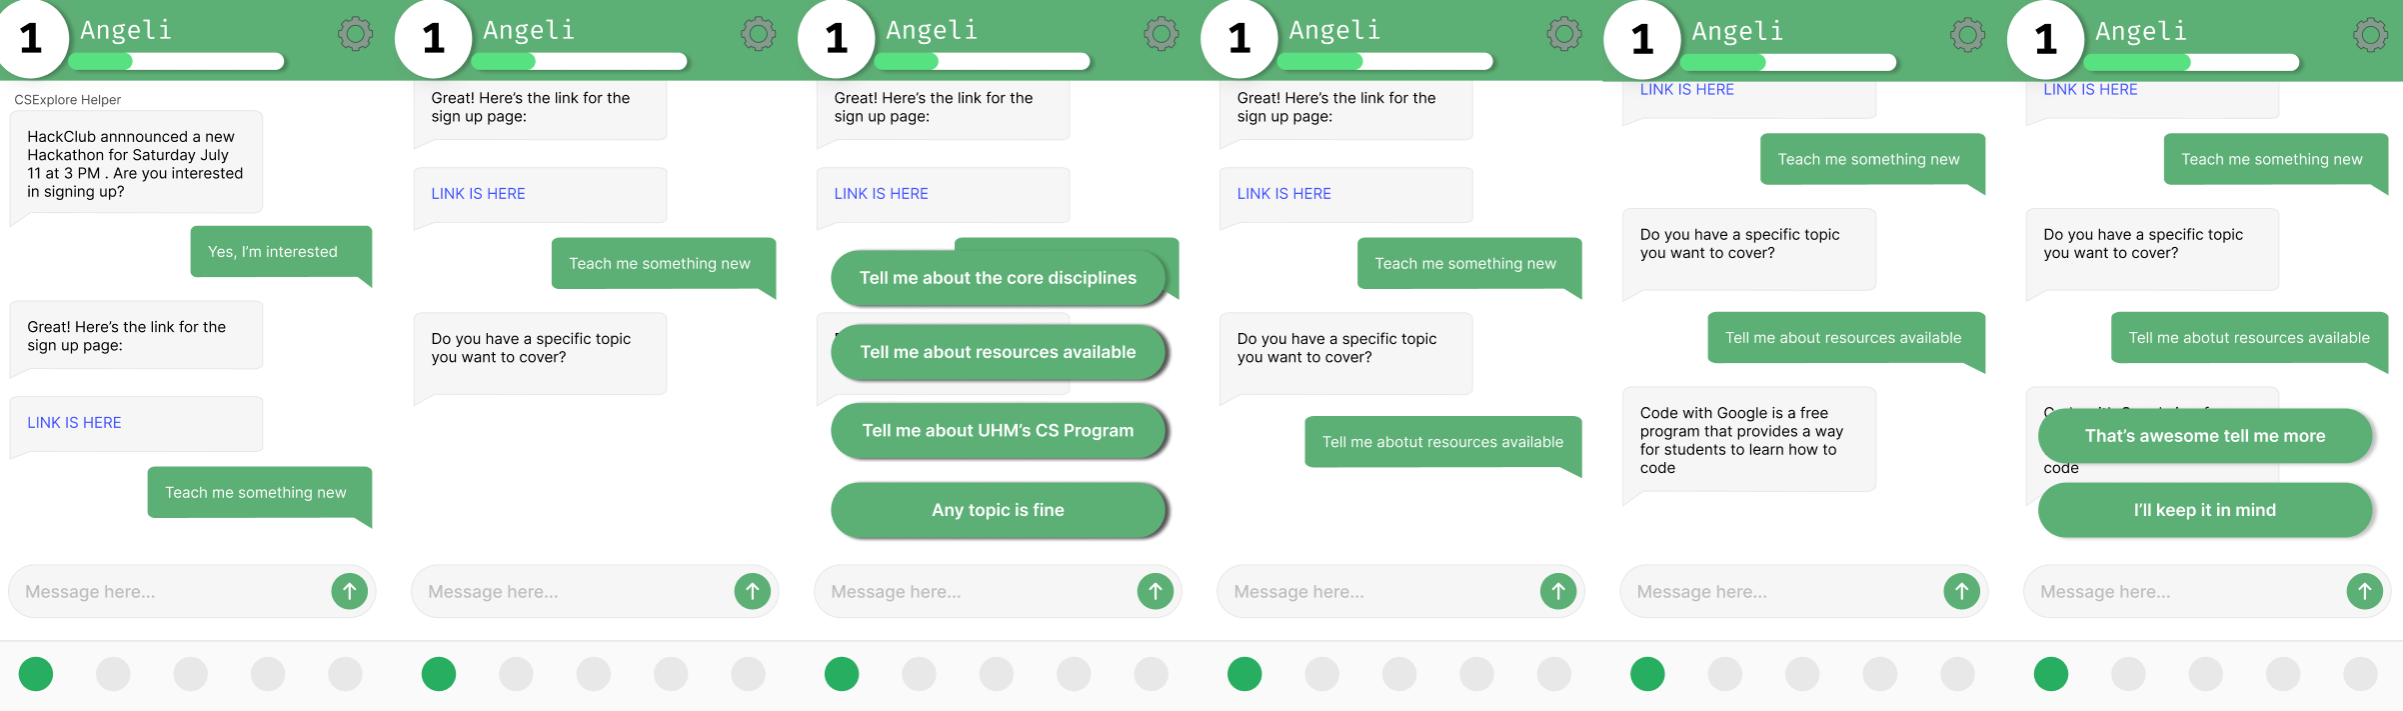 1
Angeli
CSExplore Helper
HackClub annnounced a new
Hackathon for Saturday July
11 at 3 PM . Are you interested
in signing up?
Yes, I'm interested
Great! Here's the link for the
sign up page:
LINK IS HERE
Teach me something new
Message here...
1
Angeli
Great! Here's the link for the
sign up page:
LINK IS HERE
Teach me something new
Do you have a specific topic
you want to cover?
Message here...
1
Angeli
Great! Here's the link for the
sign up page:
LINK IS HERE
Tell me about the core disciplines
Tell me about resources available
Tell me about UHM's CS Program
Any topic is fine
Message here...
1
Angeli
Great! Here's the link for the
sign up page:
LINK IS HERE
Teach me something new
Do you have a specific topic
you want to cover?
Tell me abotut resources available
Message here...
1
Angeli
LINK IS HERE
Teach me something new
Do you have a specific topic
you want to cover?
Tell me about resources available
Code with Google is a free
program that provides a way
for students to learn how to
code
Message here...
1
Angeli
LINK IS HERE
Teach me something new
Do you have a specific topic
you want to cover?
Tell me abotut resources available
That's awesome tell me more
code
I'll keep it in mind
Message here...